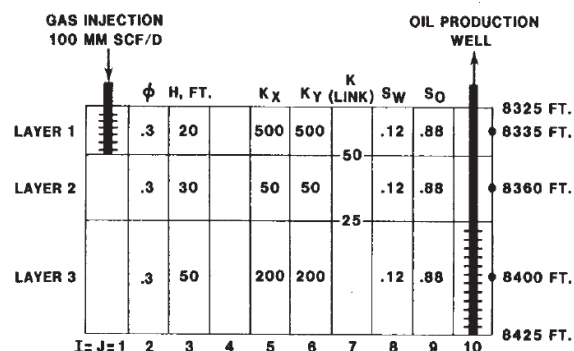 GAS INJECTION
100 MM SCF/D
OIL PRODUCTION
WELL
ϕ H, FT. KX KY K (LINK) SW SO
8325 FT.
LAYER 1 .3 20 500 500 .12 .88 8335 FT.
50
LAYER 2 .3 30 50 50 .12 .88 8360 FT.
25
LAYER 3 .3 50 200 200 .12 .88 8400 FT.
8425 FT.
I=J=1 2 3 4 5 6 7 8 9 10